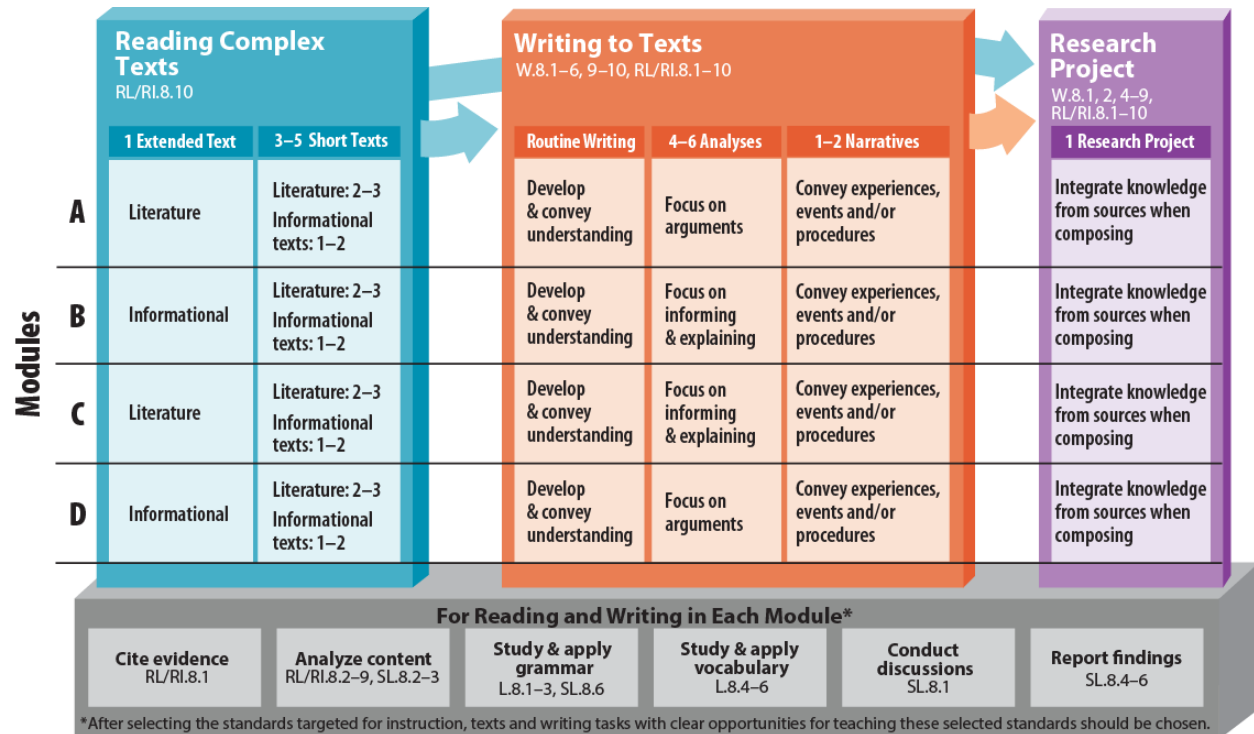 Reading Complex
Texts
RL/RI.8.10
1 Extended Text
3–5 Short Texts
Writing to Texts
W.8.1–6, 9–10, RL/RI.8.1–10
Routine Writing
4–6 Analyses
1–2 Narratives
Research
Project
W.8.1, 2, 4–9,
RL/RI.8.1–10
1 Research Project
Modules
A
Literature
Literature: 2–3
Informational
texts: 1–2
Develop
& convey
understanding
Focus on
arguments
Convey experiences,
events and/or
procedures
Integrate knowledge
from sources when
composing
B
Informational
Literature: 2–3
Informational
texts: 1–2
Develop
& convey
understanding
Focus on
informing
& explaining
Convey experiences,
events and/or
procedures
Integrate knowledge
from sources when
composing
C
Literature
Literature: 2–3
Informational
texts: 1–2
Develop
& convey
understanding
Focus on
informing
& explaining
Convey experiences,
events and/or
procedures
Integrate knowledge
from sources when
composing
D
Informational
Literature: 2–3
Informational
texts: 1–2
Develop
& convey
understanding
Focus on
arguments
Convey experiences,
events and/or
procedures
Integrate knowledge
from sources when
composing
For Reading and Writing in Each Module*
Cite evidence
RL/RI.8.1
Analyze content
RL/RI.8.2–9, SL.8.2–3
Study & apply
grammar
L.8.1–3, SL.8.6
Study & apply
vocabulary
L.8.4–6
Conduct
discussions
SL.8.1
Report findings
SL.8.4–6
*After selecting the standards targeted for instruction, texts and writing tasks with clear opportunities for teaching these selected standards should be chosen.